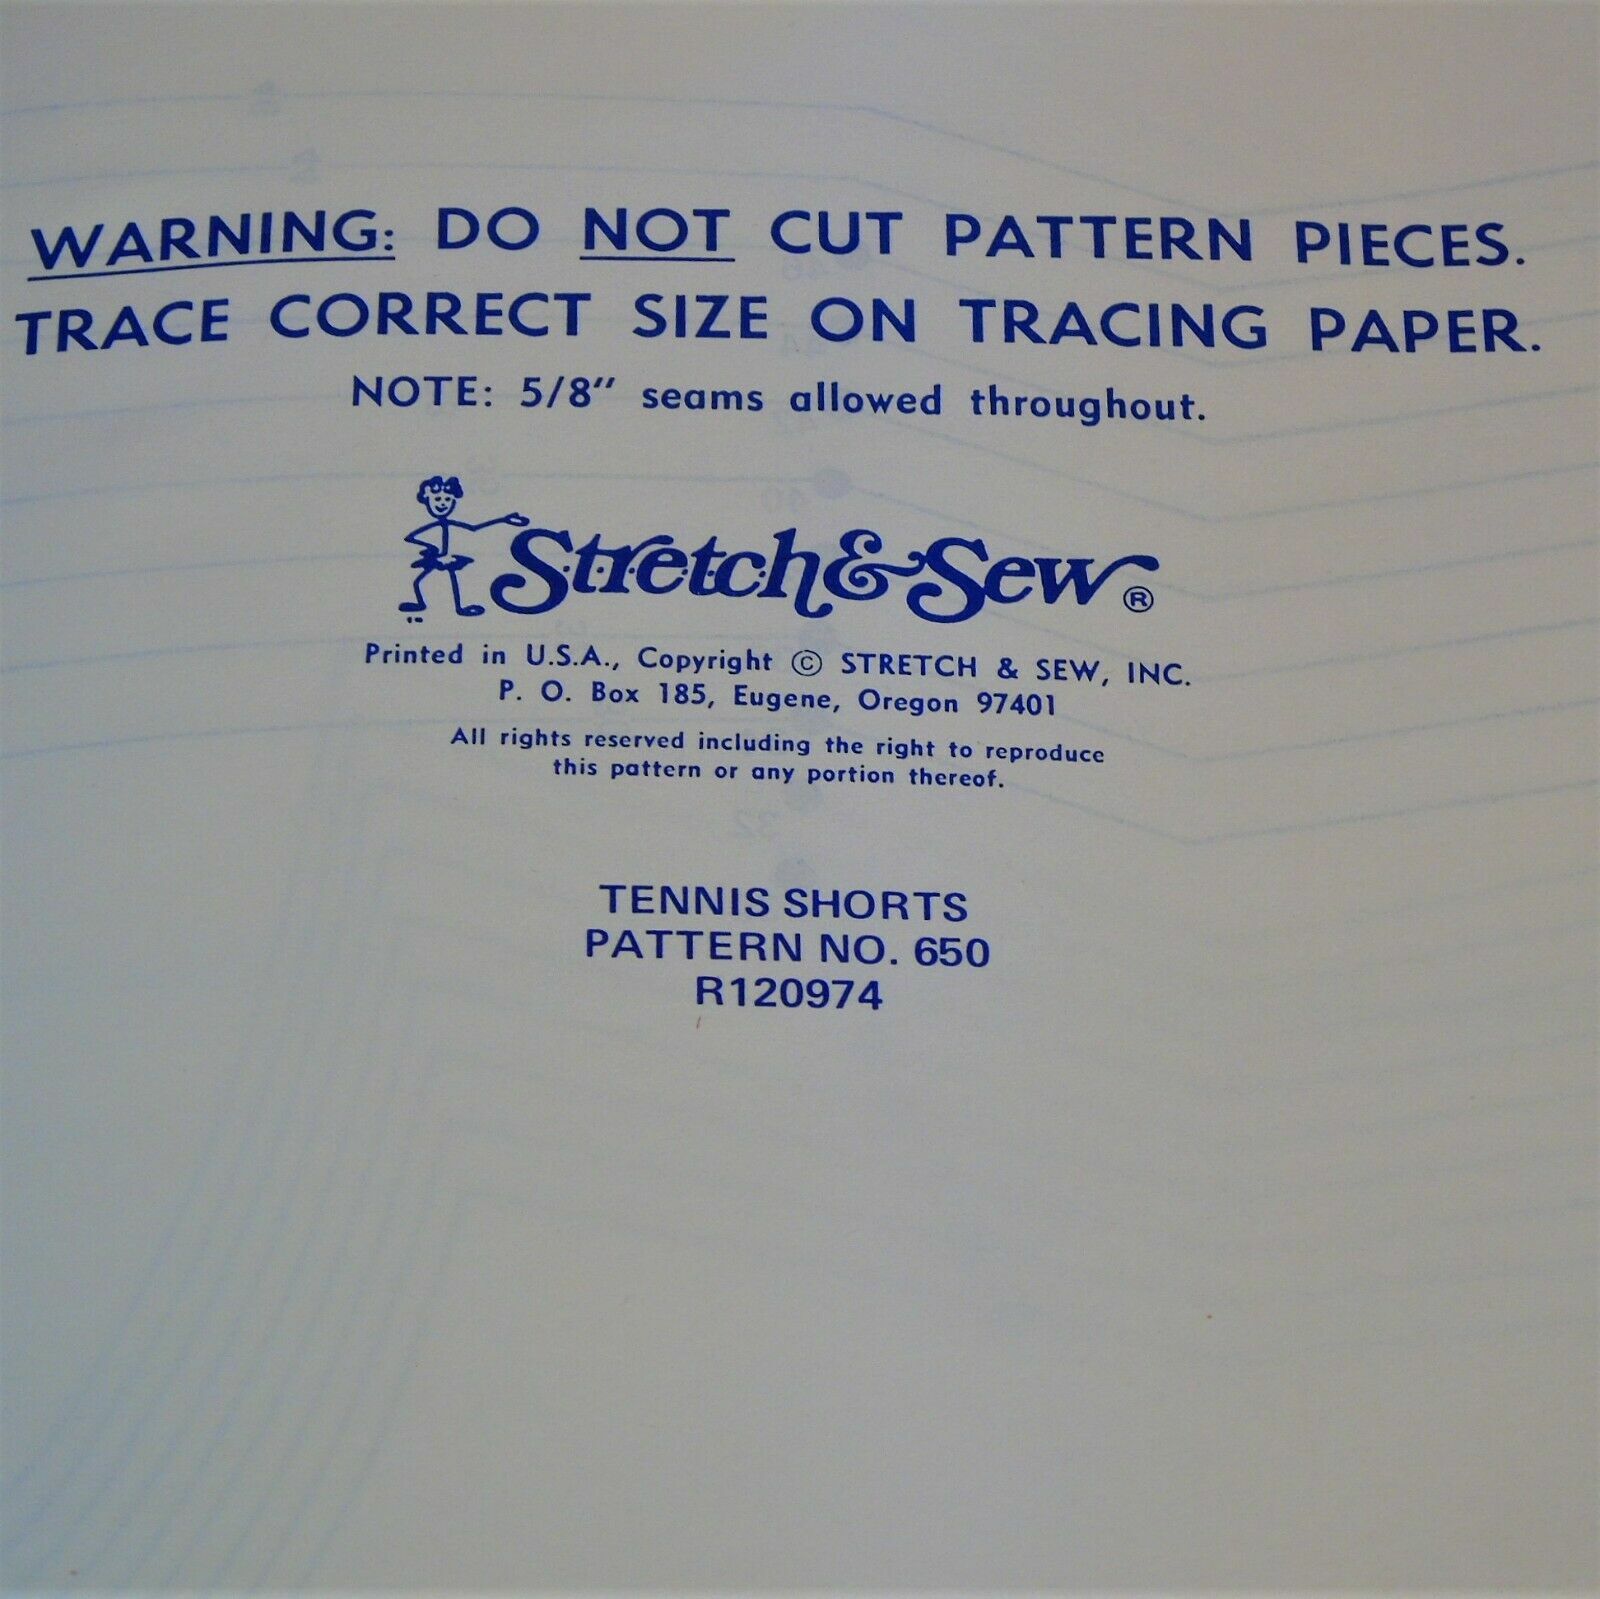 WARNING: DO NOT CUT PATTERN PIECES.
TRACE CORRECT SIZE ON TRACING PAPER.
NOTE: 5/8" seams allowed throughout.
Stretch & Sew ®
Printed in U.S.A., Copyright © STRETCH & SEW, INC.
P. O. Box 185, Eugene, Oregon 97401
All rights reserved including the right to reproduce
this pattern or any portion thereof.
TENNIS SHORTS
PATTERN NO. 650
R120974